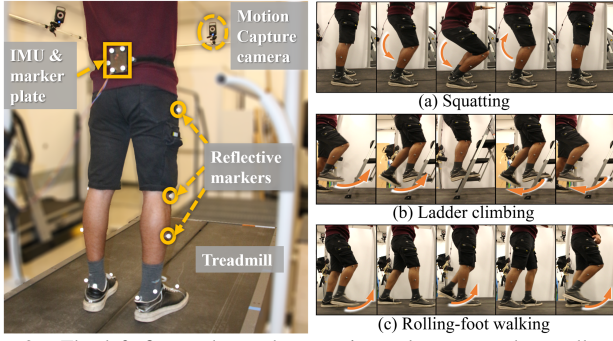 Motion
Capture
camera
IMU &
marker
plate
Reflective
markers
Treadmill
(a) Squatting
(b) Ladder climbing
(c) Rolling-foot walking